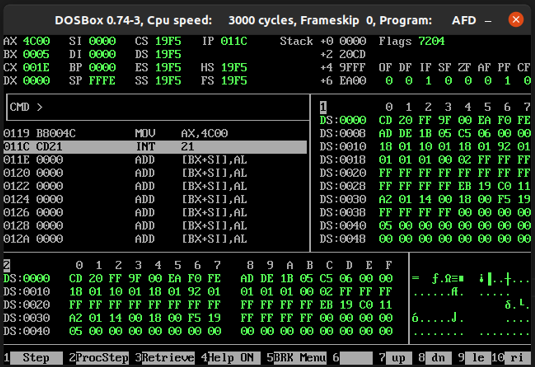 DOSBox 0.74-3, Cpu speed: 3000 cycles, Frameskip 0, Program: AFD
AX 4C00 SI 0000 CS 19F5 IP 011C Stack +0 0000 Flags 7204
BX 0005 DI 0000 DS 19F5 +2 20CD
CX 001E BP 0000 ES 19F5 HS 19F5 +4 9FFF OF DF IF SF ZF AF PF CF
DX 0000 SP FFFE SS 19F5 FS 19F5 +6 EA00 0 0 1 0 0 0 1 0
CMD >
1 0 1 2 3 4 5 6 7
DS:0000 CD 20 FF 9F 00 EA F0 FE
0119 B8004C MOV AX,4C00 DS:0008 AD DE 1B 05 C5 06 00 00
011C CD21 INT 21 DS:0010 18 01 10 01 18 01 92 01
011E 0000 ADD [BX+SI],AL DS:0018 01 01 01 00 02 FF FF FF
0120 0000 ADD [BX+SI],AL DS:0020 FF FF FF FF FF FF FF FF
0122 0000 ADD [BX+SI],AL DS:0028 FF FF FF FF EB 19 C0 11
0124 0000 ADD [BX+SI],AL DS:0030 A2 01 14 00 18 00 F5 19
0126 0000 ADD [BX+SI],AL DS:0038 FF FF FF FF 00 00 00 00
0128 0000 ADD [BX+SI],AL DS:0040 05 00 00 00 00 00 00 00
012A 0000 ADD [BX+SI],AL DS:0048 00 00 00 00 00 00 00 00
2 0 1 2 3 4 5 6 7 8 9 A B C D E F
DS:0000 CD 20 FF 9F 00 EA F0 FE AD DE 1B 05 C5 06 00 00
DS:0010 18 01 10 01 18 01 92 01 01 01 01 00 02 FF FF FF
DS:0020 FF FF FF FF FF FF FF FF FF FF FF FF EB 19 C0 11
DS:0030 A2 01 14 00 18 00 F5 19 FF FF FF FF 00 00 00 00
DS:0040 05 00 00 00 00 00 00 00 00 00 00 00 00 00 00 00
1 Step 2 ProcStep 3 Retrieve 4 Help ON 5 BRK Menu 6 7 up 8 dn 9 le 10 ri